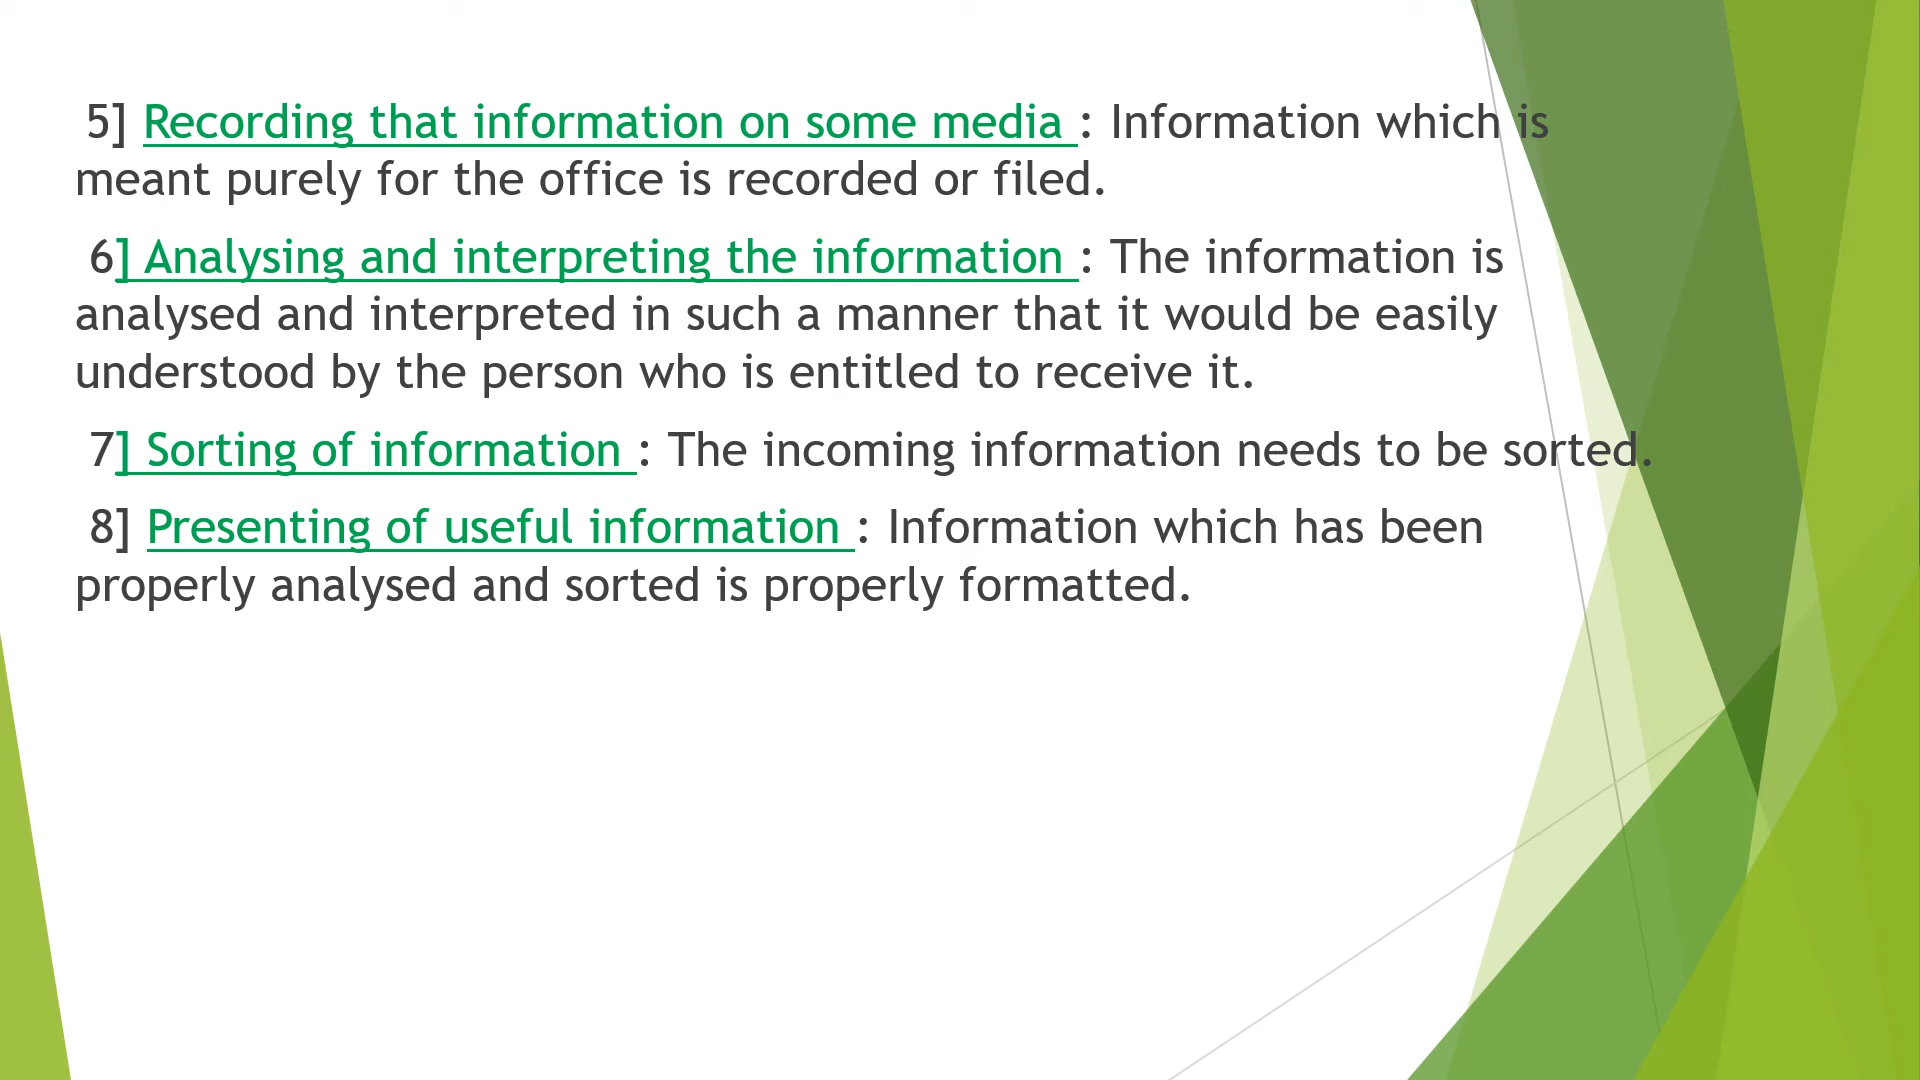 5] Recording that information on some media : Information which is
meant purely for the office is recorded or filed.
6] Analysing and interpreting the information : The information is
analysed and interpreted in such a manner that it would be easily
understood by the person who is entitled to receive it.
7] Sorting of information : The incoming information needs to be sorted.
8] Presenting of useful information : Information which has been
properly analysed and sorted is properly formatted.